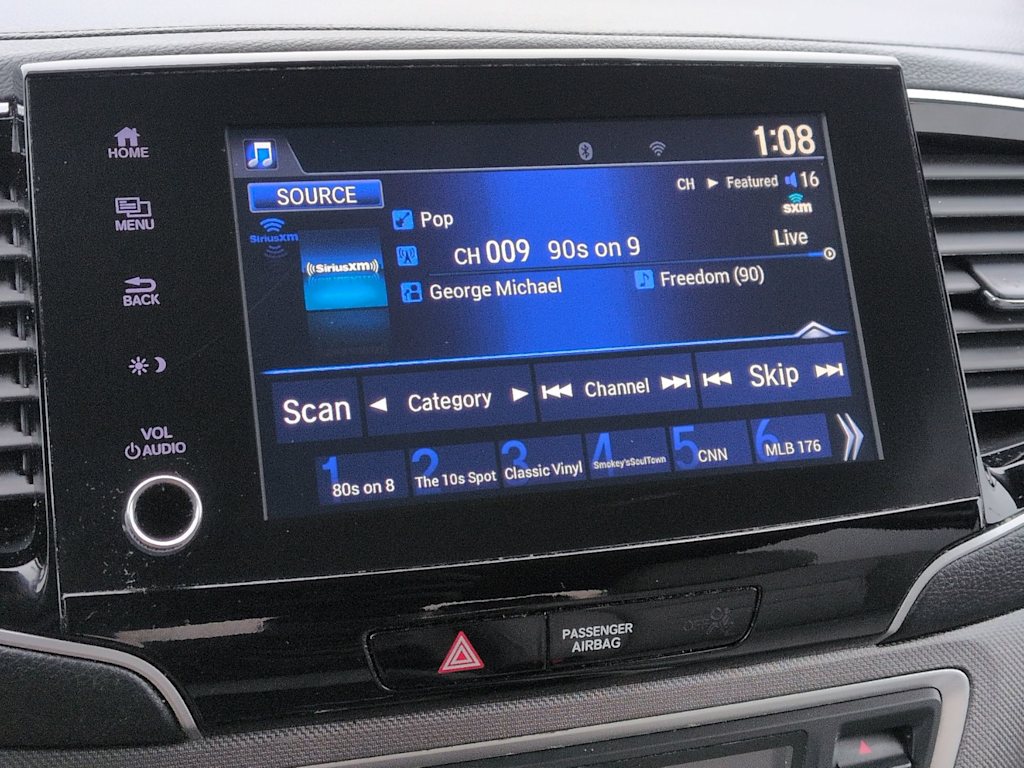 HOME
MENU
BACK
VOL
AUDIO
1:08
SOURCE
CH ► Featured 16
SiriusXM
sxm
Pop
CH 009 90s on 9
Live
((SiriusXM))
George Michael
Freedom (90)
Scan
◄ Category ►
Channel
Skip
1 80s on 8
2 The 10s Spot
3 Classic Vinyl
4 Smokey'sSoulTown
5 CNN
6 MLB 176
PASSENGER
AIRBAG